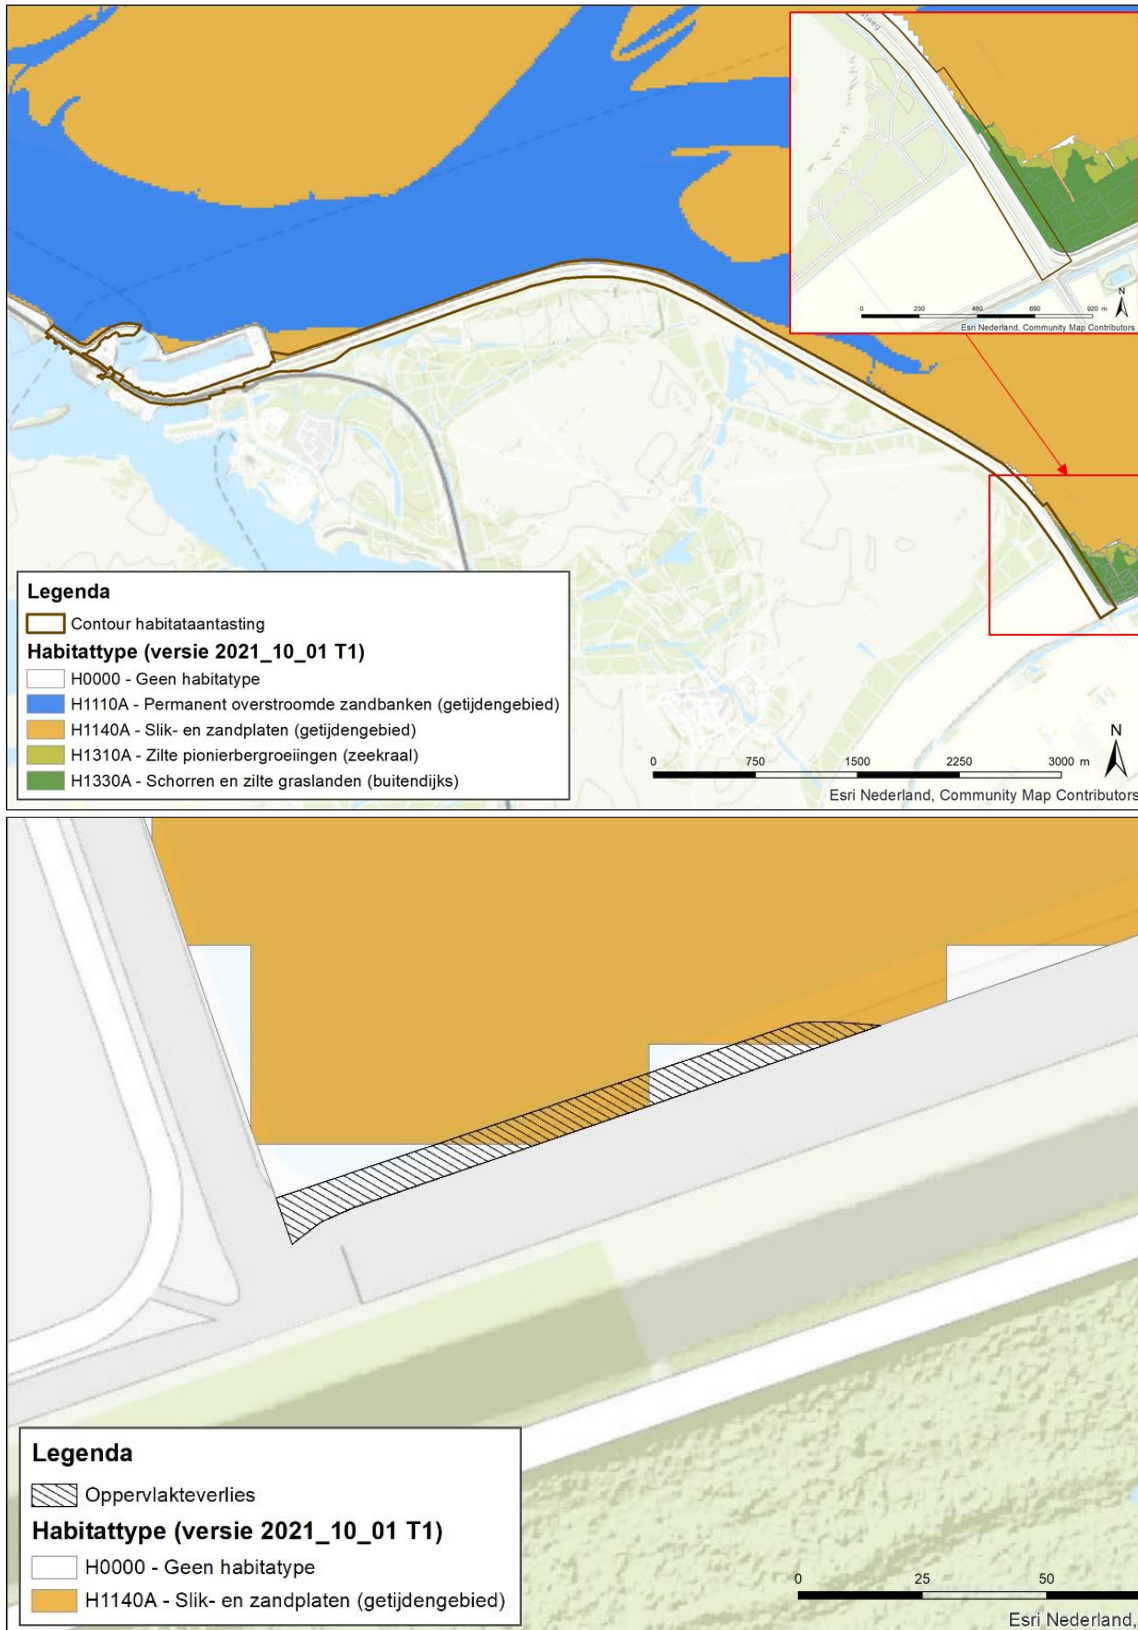 0 230 460 690 920 m
N
Esri Nederland, Community Map Contributors
Legenda
Contour habitataantasting
Habitattype (versie 2021_10_01 T1)
H0000 - Geen habitatype
H1110A - Permanent overstroomde zandbanken (getijdengebied)
H1140A - Slik- en zandplaten (getijdengebied)
H1310A - Zilte pionierbergroeiingen (zeekraal)
H1330A - Schorren en zilte graslanden (buitendijks)
N
0 750 1500 2250 3000 m
Esri Nederland, Community Map Contributors
Legenda
Oppervlakteverlies
Habitattype (versie 2021_10_01 T1)
H0000 - Geen habitatype
H1140A - Slik- en zandplaten (getijdengebied)
0 25 50
Esri Nederland,